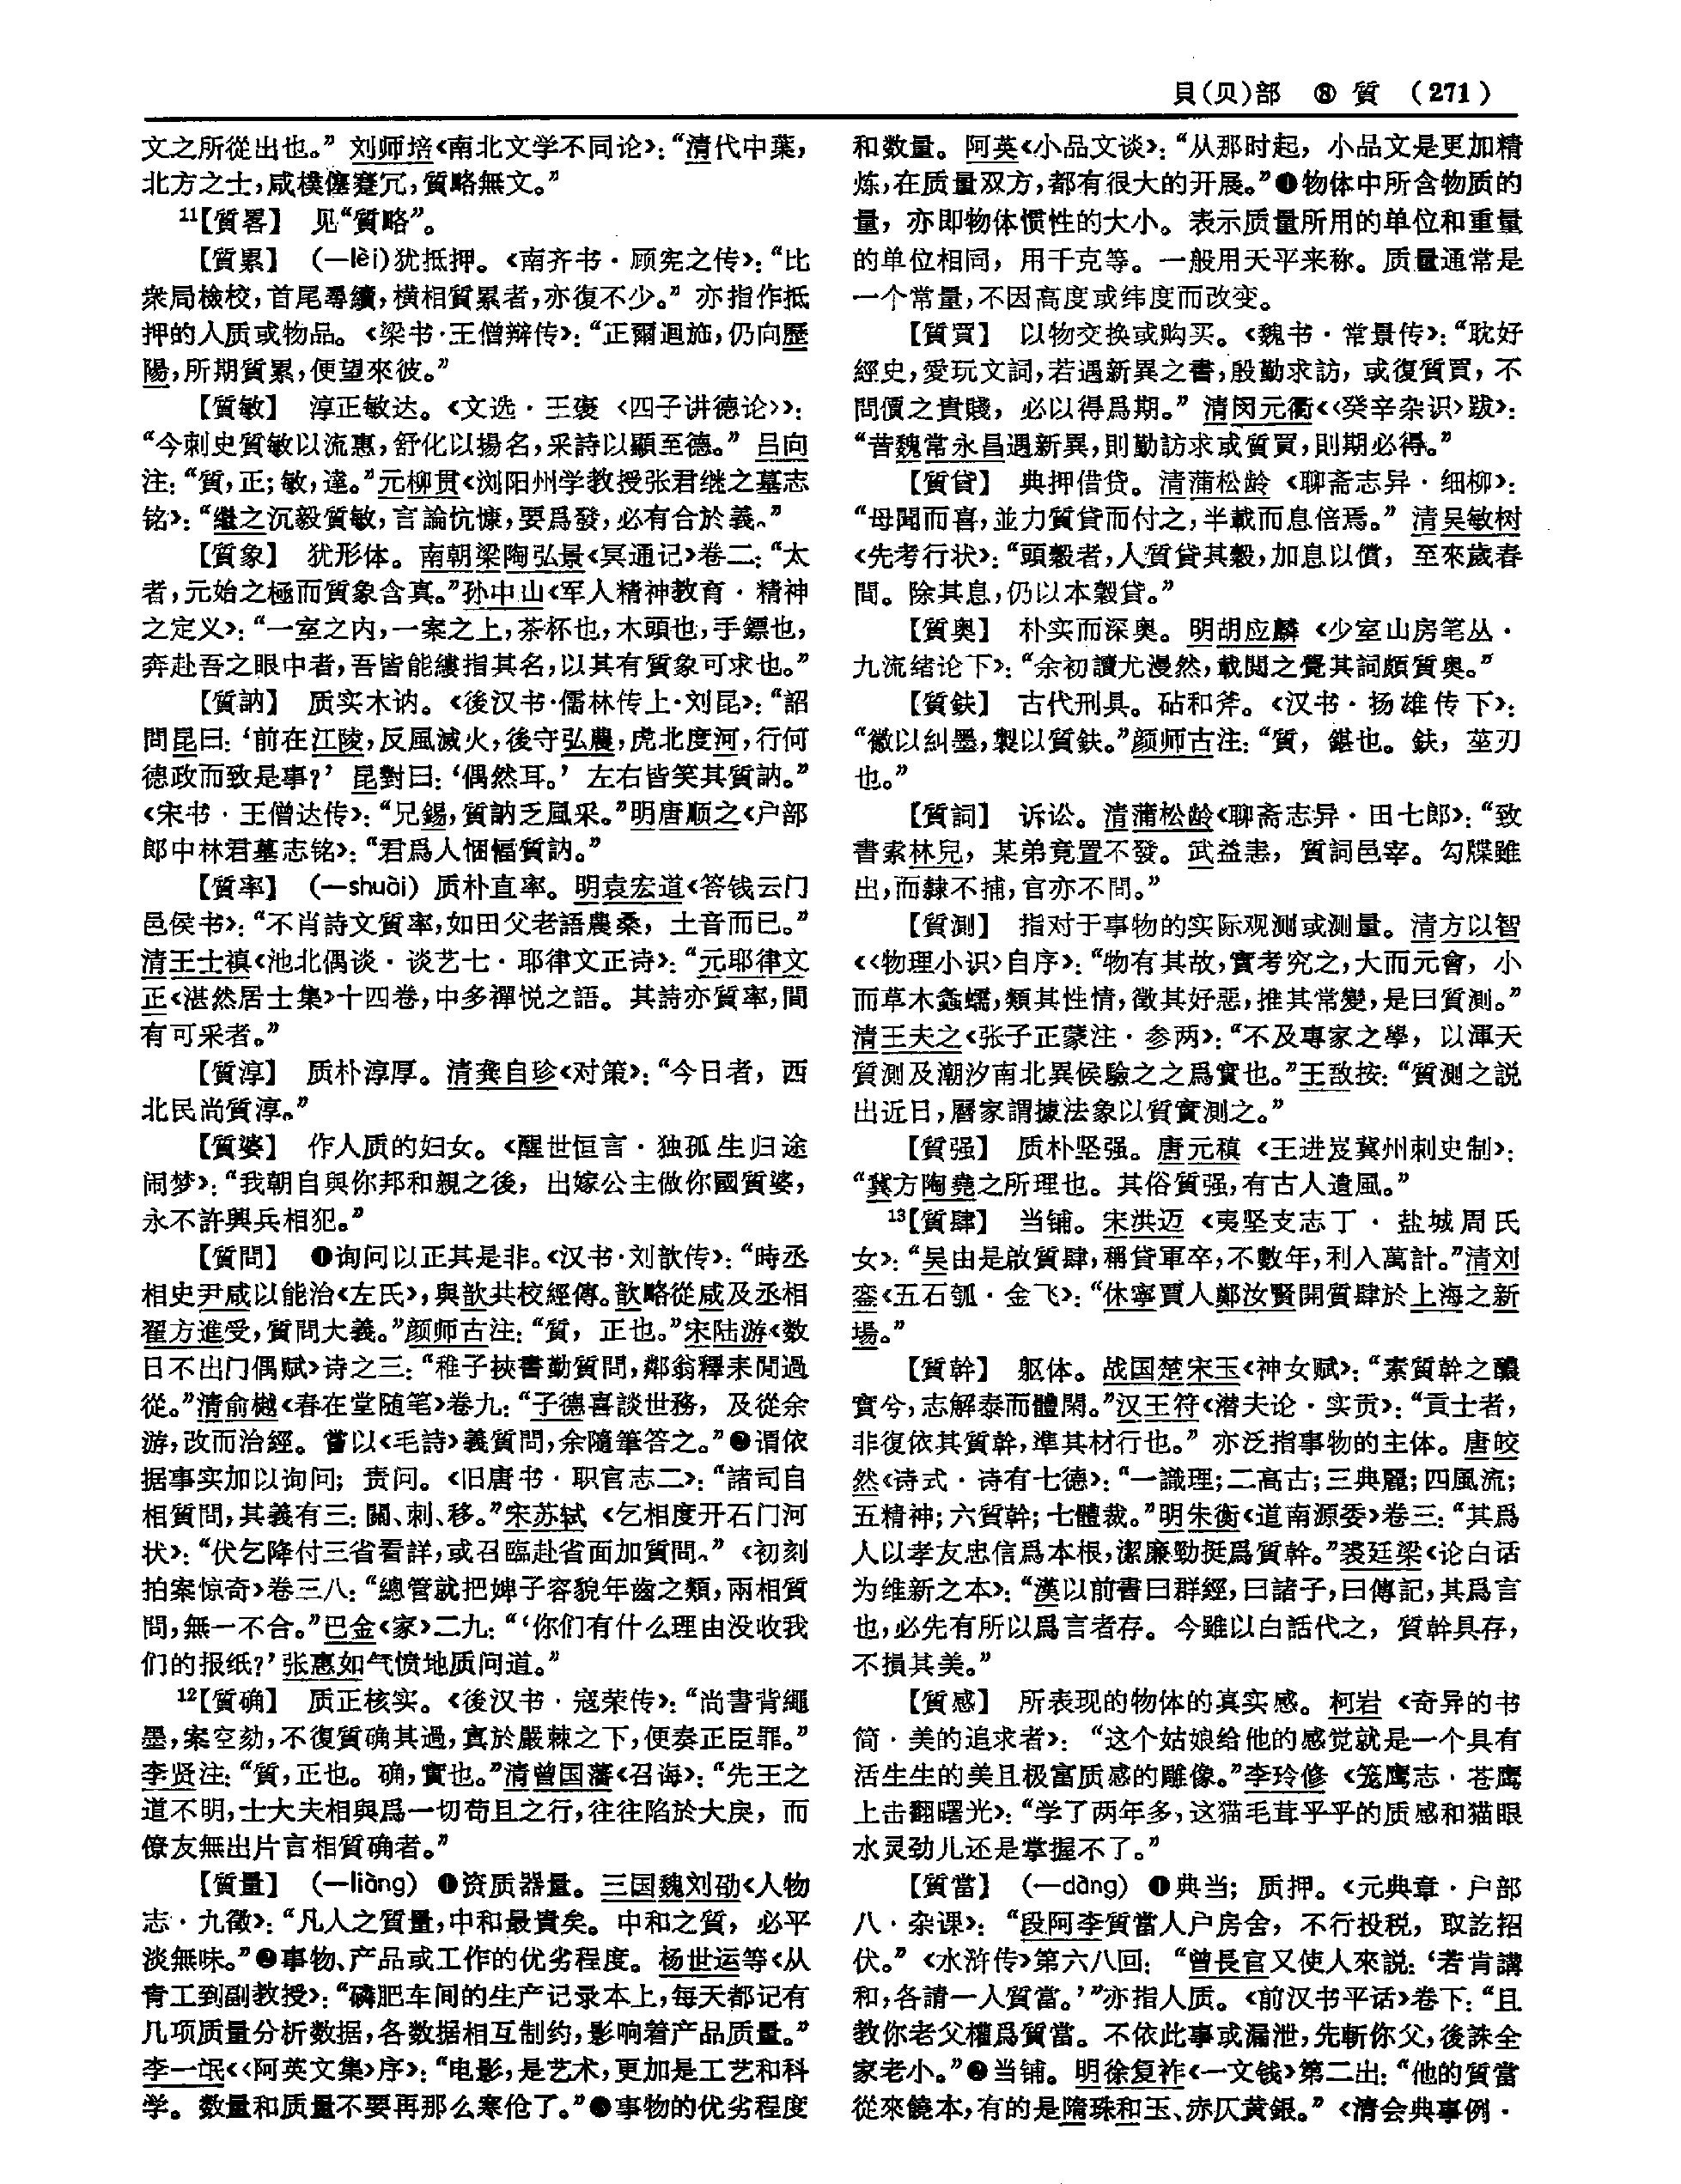 貝(贝)部 ⑧ 質 (271)
文之所從出也。”刘师培《南北文学不同论》:“清代中葉,
北方之士,咸樸僿蹇冗,質略無文。”
11【質畧】 见“質略”。
【質累】 (—lèi)犹抵押。《南齐书·顾宪之传》:“比
衆局檢校,首尾尋續,横相質累者,亦復不少。”亦指作抵
押的人质或物品。《梁书·王僧辩传》:“正爾迴旆,仍向歷
陽,所期質累,便望來彼。”
【質敏】 淳正敏达。《文选·王褒〈四子讲德论〉》:
“今刺史質敏以流惠,舒化以揚名,采詩以顯至德。”吕向
注:“質,正;敏,達。”元柳贯《浏阳州学教授张君继之墓志
铭》:“繼之沉毅質敏,言論忼慷,要爲發,必有合於義。”
【質象】 犹形体。南朝梁陶弘景《冥通记》卷二:“太
者,元始之極而質象含真。”孙中山《军人精神教育·精神
之定义》:“一室之内,一案之上,茶杯也,木頭也,手鏢也,
奔赴吾之眼中者,吾皆能縷指其名,以其有質象可求也。”
【質訥】 质实木讷。《後汉书·儒林传上·刘昆》:“詔
問昆曰:‘前在江陵,反風滅火,後守弘農,虎北度河,行何
德政而致是事?’昆對曰:‘偶然耳。’左右皆笑其質訥。”
《宋书·王僧达传》:“兄錫,質訥乏風采。”明唐顺之《户部
郎中林君墓志铭》:“君爲人悃愊質訥。”
【質率】 (—shuài) 质朴直率。明袁宏道《答钱云门
邑侯书》:“不肖詩文質率,如田父老語農桑,土音而已。”
清王士禛《池北偶谈·谈艺七·耶律文正诗》:“元耶律文
正《湛然居士集》十四卷,中多禪悦之語。其詩亦質率,間
有可采者。”
【質淳】 质朴淳厚。清龚自珍《对策》:“今日者,西
北民尚質淳。”
【質婆】 作人质的妇女。《醒世恒言·独孤生归途
闹梦》:“我朝自與你邦和親之後,出嫁公主做你國質婆,
永不許興兵相犯。”
【質問】 ❶询问以正其是非。《汉书·刘歆传》:“時丞
相史尹咸以能治《左氏》,與歆共校經傳。歆略從咸及丞相
翟方進受,質問大義。”颜师古注:“質,正也。”宋陆游《数
日不出门偶赋》诗之三:“稚子挾書勤質問,鄰翁釋耒閒過
從。”清俞樾《春在堂随笔》卷九:“子德喜談世務,及從余
游,改而治經。嘗以《毛詩》義質問,余隨筆答之。”❷谓依
据事实加以询问;责问。《旧唐书·职官志二》:“諸司自
相質問,其義有三:關、刺、移。”宋苏轼《乞相度开石门河
状》:“伏乞降付三省看詳,或召臨赴省面加質問。”《初刻
拍案惊奇》卷三八:“總管就把婢子容貌年齒之類,兩相質
問,無一不合。”巴金《家》二九:“‘你们有什么理由没收我
们的报纸?’张惠如气愤地质问道。”
12【質确】 质正核实。《後汉书·寇荣传》:“尚書背繩
墨,案空劾,不復質确其過,寘於嚴棘之下,便奏正臣罪。”
李贤注:“質,正也。确,實也。”清曾国藩《召诲》:“先王之
道不明,士大夫相與爲一切苟且之行,往往陷於大戾,而
僚友無出片言相質确者。”
【質量】 (—liàng) ❶资质器量。三国魏刘劭《人物
志·九徵》:“凡人之質量,中和最貴矣。中和之質,必平
淡無味。”❷事物、产品或工作的优劣程度。杨世运等《从
青工到副教授》:“磷肥车间的生产记录本上,每天都记有
几项质量分析数据,各数据相互制约,影响着产品质量。”
李一氓《〈阿英文集〉序》:“电影,是艺术,更加是工艺和科
学。数量和质量不要再那么寒伧了。”❸事物的优劣程度
和数量。阿英《小品文谈》:“从那时起,小品文是更加精
炼,在质量双方,都有很大的开展。”❹物体中所含物质的
量,亦即物体惯性的大小。表示质量所用的单位和重量
的单位相同,用千克等。一般用天平来称。质量通常是
一个常量,不因高度或纬度而改变。
【質買】 以物交换或购买。《魏书·常景传》:“耽好
經史,愛玩文詞,若遇新異之書,殷勤求訪,或復質買,不
問價之貴賤,必以得爲期。”清闵元衢《〈癸辛杂识〉跋》:
“昔魏常永昌遇新異,則勤訪求或質買,則期必得。”
【質貸】 典押借贷。清蒲松龄《聊斋志异·细柳》:
“母聞而喜,並力質貸而付之,半載而息倍焉。”清吴敏树
《先考行状》:“頭穀者,人質貸其穀,加息以償,至來歲春
間。除其息,仍以本穀貸。”
【質奥】 朴实而深奥。明胡应麟《少室山房笔丛·
九流绪论下》:“余初讀尤漫然,載閲之覺其詞頗質奥。”
【質鈇】 古代刑具。砧和斧。《汉书·扬雄传下》:
“徽以糾墨,製以質鈇。”颜师古注:“質,鍖也。鈇,莝刃
也。”
【質詞】 诉讼。清蒲松龄《聊斋志异·田七郎》:“致
書索林兒,某弟竟置不發。武益恚,質詞邑宰。勾牒雖
出,而隸不捕,官亦不問。”
【質測】 指对于事物的实际观测或测量。清方以智
《〈物理小识〉自序》:“物有其故,實考究之,大而元會,小
而草木螽蠕,類其性情,徵其好惡,推其常變,是曰質測。”
清王夫之《张子正蒙注·参两》:“不及專家之學,以渾天
質測及潮汐南北異候驗之之爲實也。”王敔按:“質測之説
出近日,曆家謂據法象以質實測之。”
【質强】 质朴坚强。唐元稹《王进岌冀州刺史制》:
“冀方陶堯之所理也。其俗質强,有古人遺風。”
13【質肆】 当铺。宋洪迈《夷坚支志丁·盐城周氏
女》:“吴由是啟質肆,稱貸軍卒,不數年,利入萬計。”清刘
銮《五石瓠·金飞》:“休寧賈人鄭汝賢開質肆於上海之新
場。”
【質幹】 躯体。战国楚宋玉《神女赋》:“素質幹之醲
實兮,志解泰而體閑。”汉王符《潜夫论·实贡》:“貢士者,
非復依其質幹,準其材行也。”亦泛指事物的主体。唐皎
然《诗式·诗有七德》:“一識理;二高古;三典麗;四風流;
五精神;六質幹;七體裁。”明朱衡《道南源委》卷三:“其爲
人以孝友忠信爲本根,潔廉勁挺爲質幹。”裘廷梁《论白话
为维新之本》:“漢以前書曰群經,曰諸子,曰傳記,其爲言
也,必先有所以爲言者存。今雖以白話代之,質幹具存,
不損其美。”
【質感】 所表现的物体的真实感。柯岩《奇异的书
简·美的追求者》:“这个姑娘给他的感觉就是一个具有
活生生的美且极富质感的雕像。”李玲修《笼鹰志·苍鹰
上击翻曙光》:“学了两年多,这猫毛茸乎乎的质感和猫眼
水灵劲儿还是掌握不了。”
【質當】 (—dàng) ❶典当;质押。《元典章·户部
八·杂课》:“段阿李質當人户房舍,不行投税,取訖招
伏。”《水浒传》第六八回:“曾長官又使人來説:‘若肯講
和,各請一人質當。’”亦指人质。《前汉书平话》卷下:“且
教你老父權爲質當。不依此事或漏泄,先斬你父,後誅全
家老小。”❷当铺。明徐复祚《一文钱》第二出:“他的質當
從來饒本,有的是隋珠和玉、赤仄黄銀。”《清会典事例·